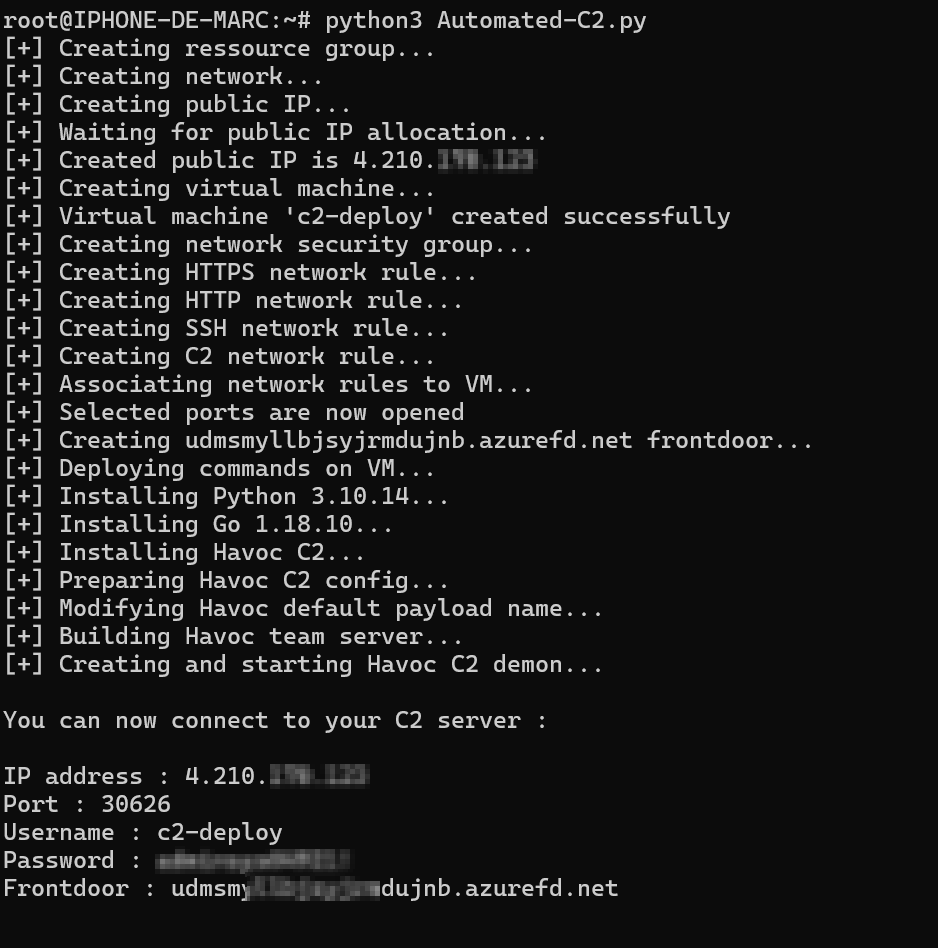 root@IPHONE-DE-MARC:~# python3 Automated-C2.py
[+] Creating ressource group...
[+] Creating network...
[+] Creating public IP...
[+] Waiting for public IP allocation...
[+] Created public IP is 4.210.
[+] Creating virtual machine...
[+] Virtual machine 'c2-deploy' created successfully
[+] Creating network security group...
[+] Creating HTTPS network rule...
[+] Creating HTTP network rule...
[+] Creating SSH network rule...
[+] Creating C2 network rule...
[+] Associating network rules to VM...
[+] Selected ports are now opened
[+] Creating udmsmyllbjsyjrmdujnb.azurefd.net frontdoor...
[+] Deploying commands on VM...
[+] Installing Python 3.10.14...
[+] Installing Go 1.18.10...
[+] Installing Havoc C2...
[+] Preparing Havoc C2 config...
[+] Modifying Havoc default payload name...
[+] Building Havoc team server...
[+] Creating and starting Havoc C2 demon...
You can now connect to your C2 server :
IP address : 4.210.
Port : 30626
Username : c2-deploy
Password :
Frontdoor : udmsmy dujnb.azurefd.net